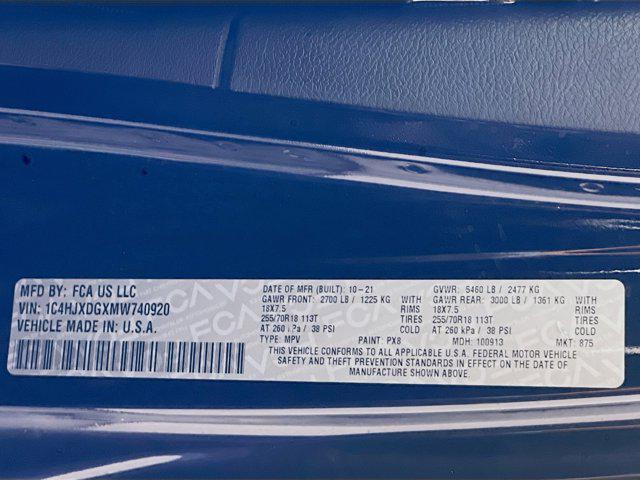 MFD BY: FCA US LLC
VIN: 1C4HJXDGXMW740920
VEHICLE MADE IN U.S.A.
DATE OF MFR (BUILT): 10-21 GVWR: 5460 LB / 2477 KG
GAWR FRONT: 2700 LB / 1225 KG WITH GAWR REAR: 3000 LB / 1361 KG WITH
18X7.5 RIMS 18X7.5 RIMS
255/70R18 113T TIRES 255/70R18 113T TIRES
AT 260 kPa / 38 PSI COLD AT 260 kPa / 38 PSI COLD
TYPE: MPV PAINT: PX8 MDH: 100913 MKT: 875
THIS VEHICLE CONFORMS TO ALL APPLICABLE U.S.A. FEDERAL MOTOR VEHICLE
SAFETY AND THEFT PREVENTION STANDARDS IN EFFECT ON THE DATE OF
MANUFACTURE SHOWN ABOVE.